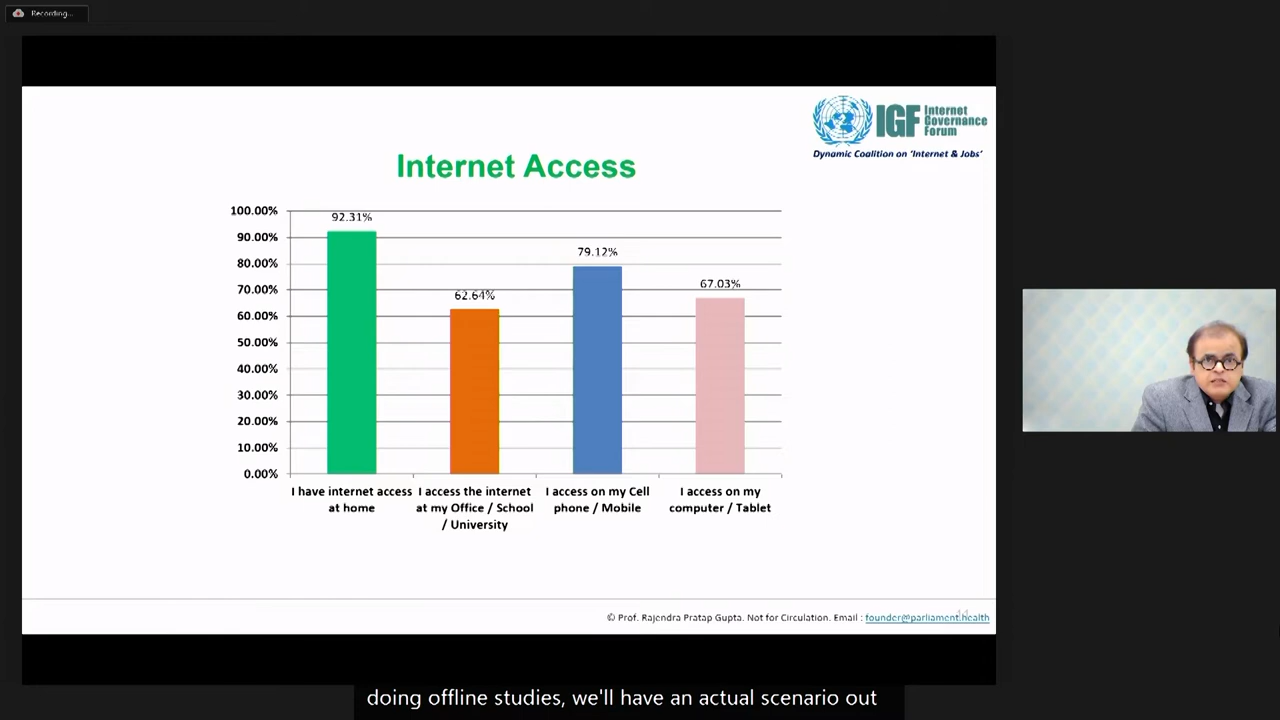 Recording...
IGF
Internet
Governance
Forum
Dynamic Coalition on 'Internet & Jobs'
Internet Access
100.00%
90.00%
80.00%
70.00%
60.00%
50.00%
40.00%
30.00%
20.00%
10.00%
0.00%
92.31%
62.64%
79.12%
67.03%
I have internet access
at home
I access the internet
at my Office / School
/ University
I access on my Cell
phone / Mobile
I access on my
computer / Tablet
11
© Prof. Rajendra Pratap Gupta. Not for Circulation. Email : founder@parliament.health
doing offline studies, we'll have an actual scenario out